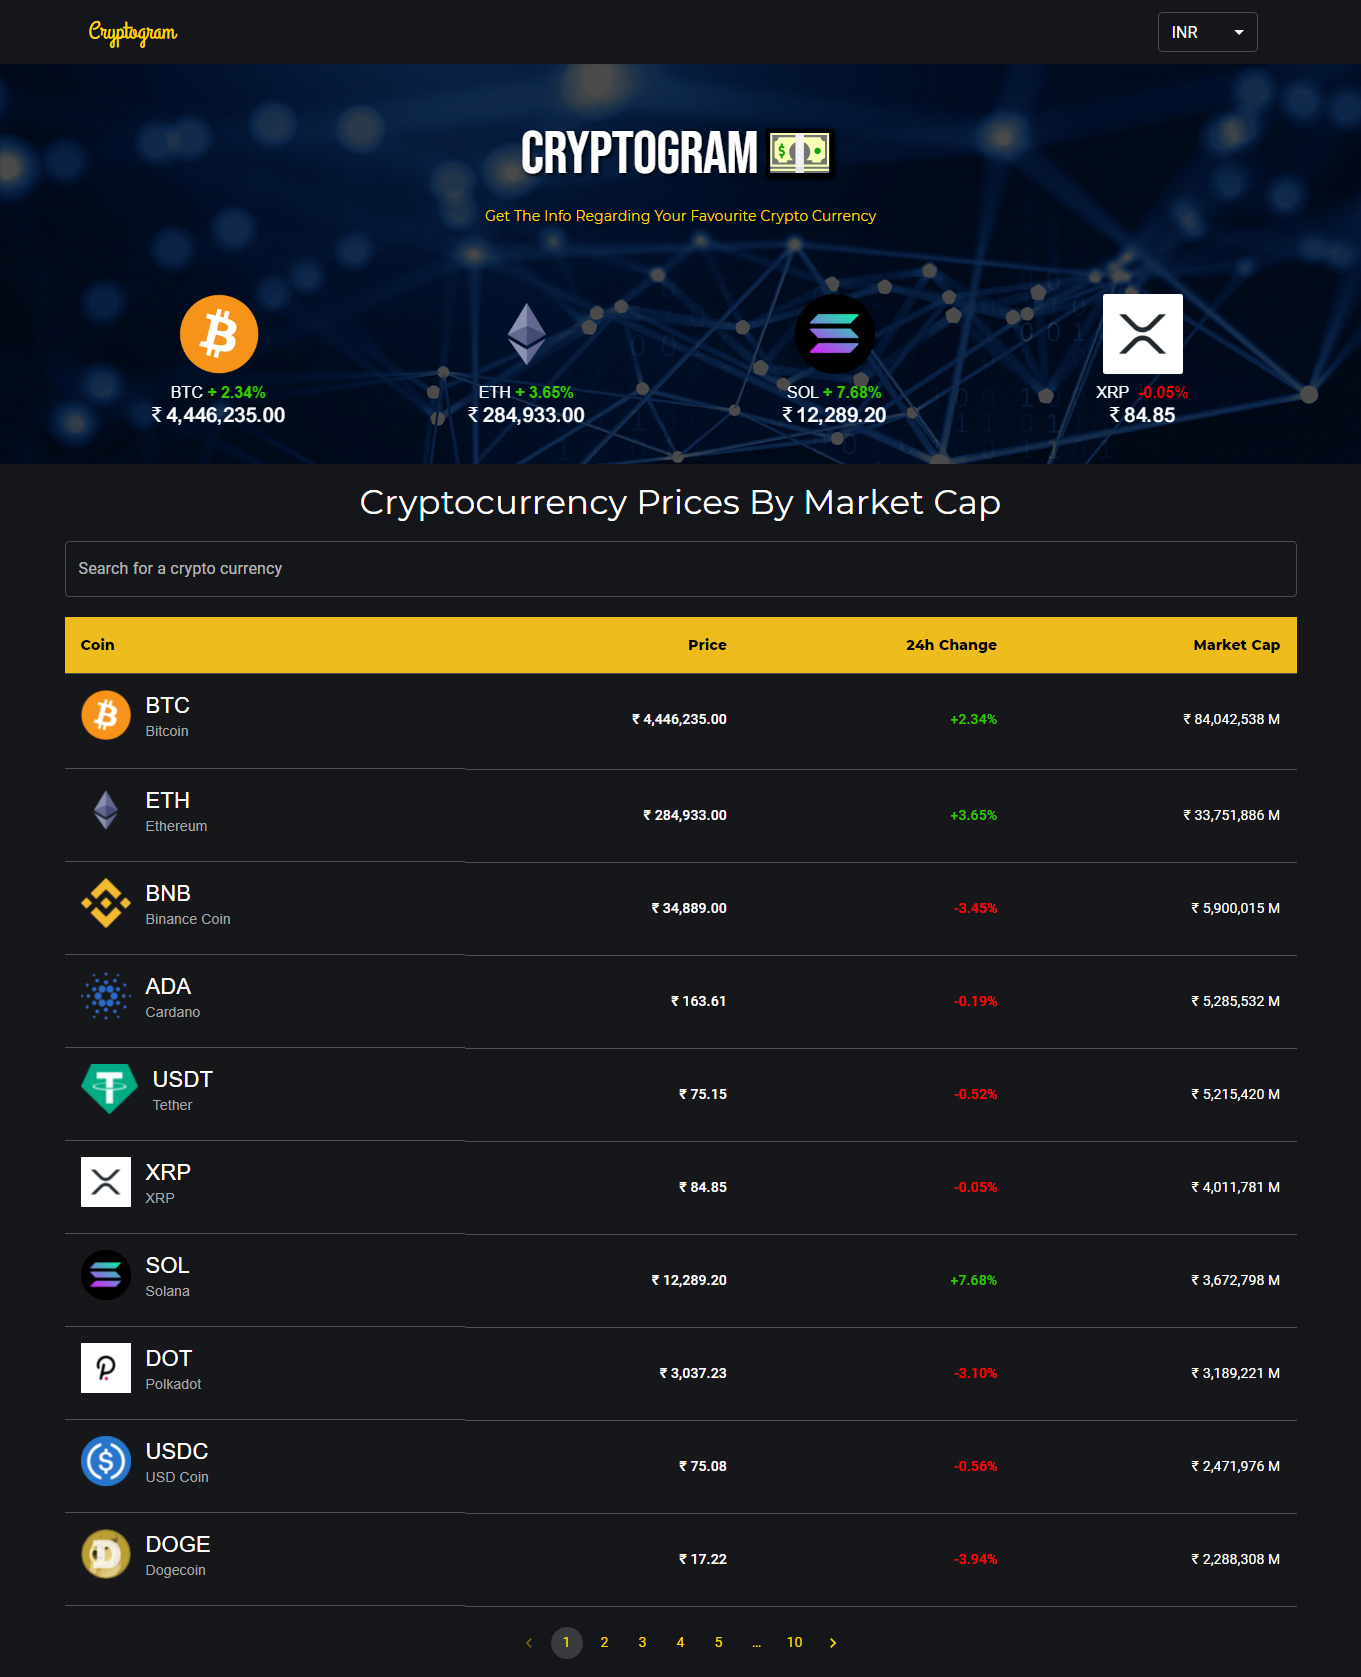 Cryptogram
INR
CRYPTOGRAM
Get The Info Regarding Your Favourite Crypto Currency
BTC + 2.34%
₹ 4,446,235.00
ETH + 3.65%
₹ 284,933.00
SOL + 7.68%
₹ 12,289.20
XRP -0.05%
₹ 84.85
Cryptocurrency Prices By Market Cap
Search for a crypto currency
Coin Price 24h Change Market Cap
BTC
Bitcoin
₹ 4,446,235.00 +2.34% ₹ 84,042,538 M
ETH
Ethereum
₹ 284,933.00 +3.65% ₹ 33,751,886 M
BNB
Binance Coin
₹ 34,889.00 -3.45% ₹ 5,900,015 M
ADA
Cardano
₹ 163.61 -0.19% ₹ 5,285,532 M
USDT
Tether
₹ 75.15 -0.52% ₹ 5,215,420 M
XRP
XRP
₹ 84.85 -0.05% ₹ 4,011,781 M
SOL
Solana
₹ 12,289.20 +7.68% ₹ 3,672,798 M
DOT
Polkadot
₹ 3,037.23 -3.10% ₹ 3,189,221 M
USDC
USD Coin
₹ 75.08 -0.56% ₹ 2,471,976 M
DOGE
Dogecoin
₹ 17.22 -3.94% ₹ 2,288,308 M
‹ 1 2 3 4 5 ... 10 ›